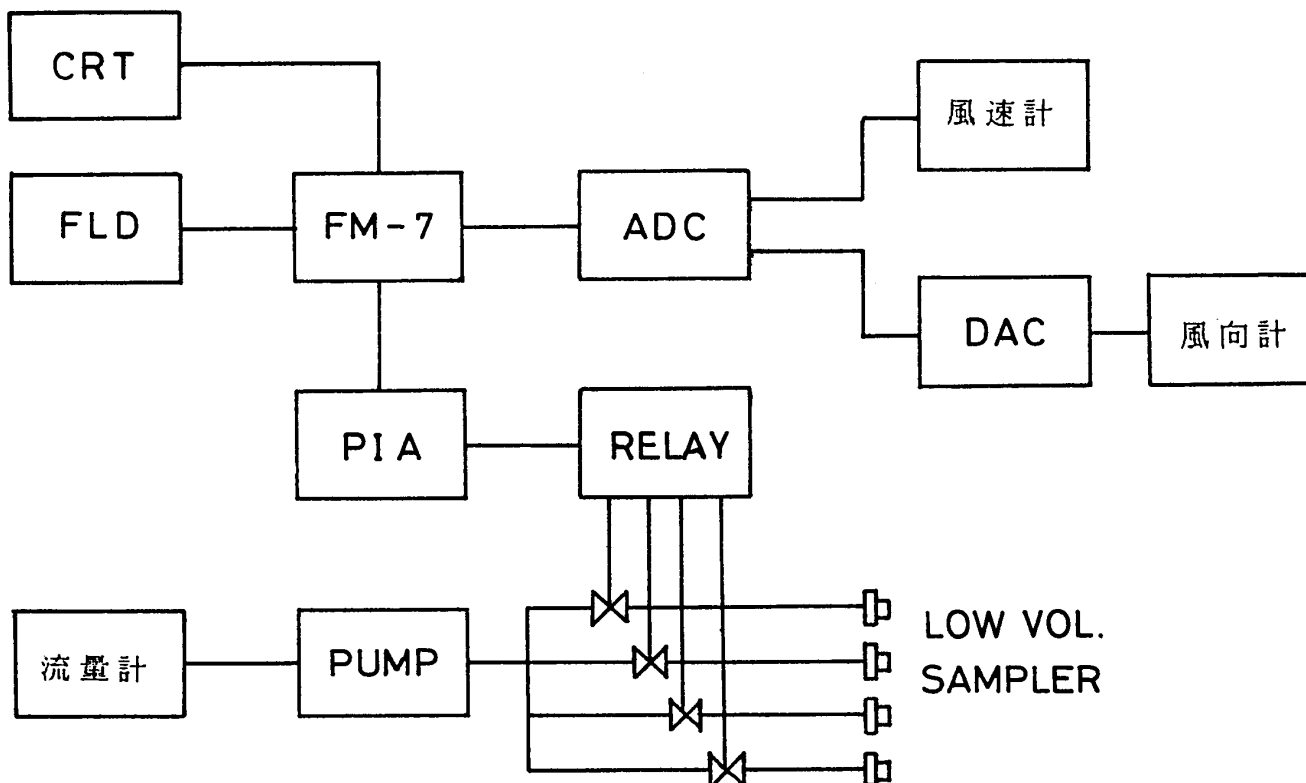 CRT
風速計
FLD
FM-7
ADC
DAC
風向計
PIA
RELAY
流量計
PUMP
LOW VOL.
SAMPLER